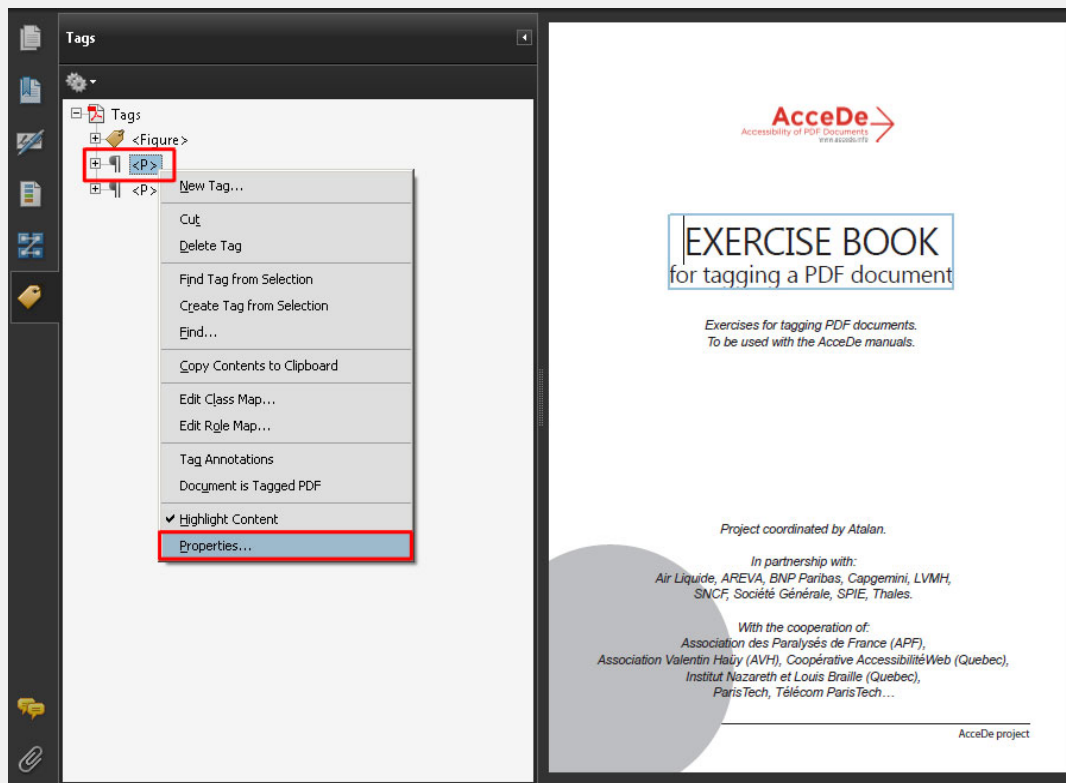 Tags
Tags
<Figure>
<P>
<P>
New Tag...
Cut
Delete Tag
Find Tag from Selection
Create Tag from Selection
Find...
Copy Contents to Clipboard
Edit Class Map...
Edit Role Map...
Tag Annotations
Document is Tagged PDF
Highlight Content
Properties...
AcceDe
Accessibility of PDF Documents
www.accede.info
EXERCISE BOOK
for tagging a PDF document
Exercises for tagging PDF documents.
To be used with the AcceDe manuals.
Project coordinated by Atalan.
In partnership with:
Air Liquide, AREVA, BNP Paribas, Capgemini, LVMH,
SNCF, Société Générale, SPIE, Thales.
With the cooperation of:
Association des Paralysés de France (APF),
Association Valentin Haüy (AVH), Coopérative AccessibilitéWeb (Quebec),
Institut Nazareth et Louis Braille (Quebec),
ParisTech, Télécom ParisTech…
AcceDe project